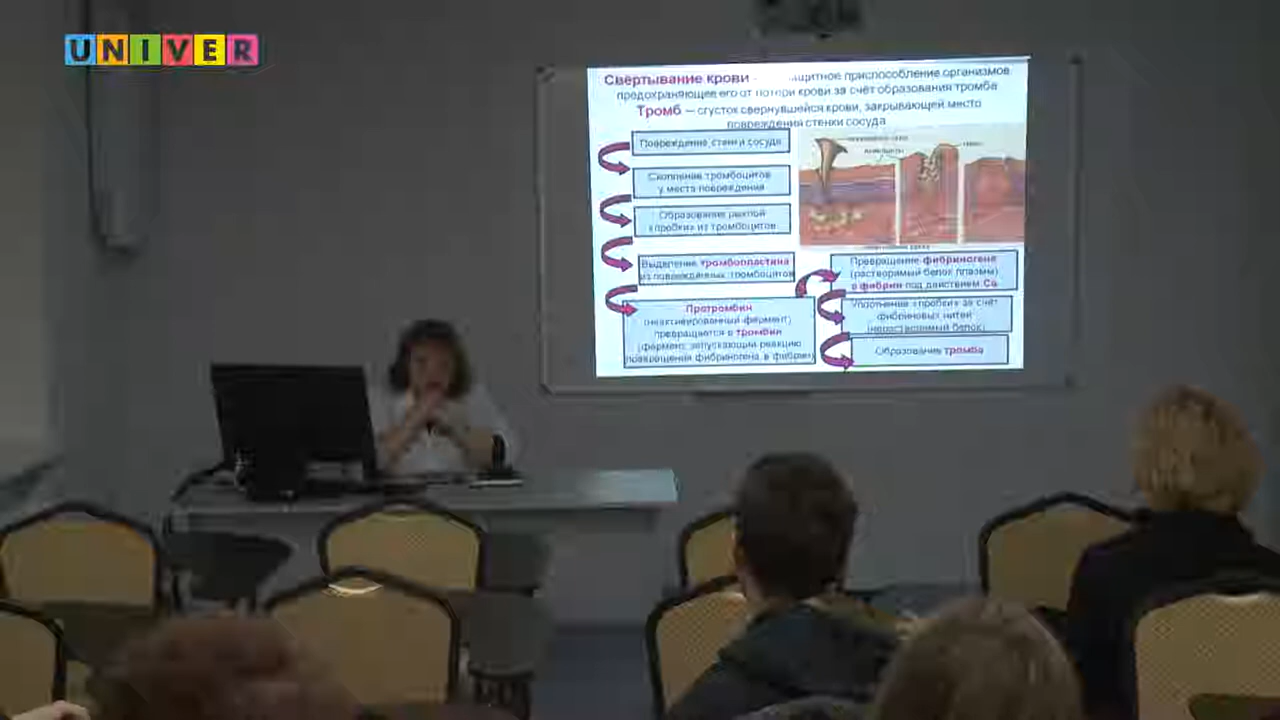 UNIVER
Свёртывание крови – защитное приспособление организмов,
предохраняющее его от потери крови за счёт образования тромба
Тромб – сгусток свернувшейся крови, закрывающей место
повреждения стенки сосуда
Повреждение стенки сосуда
Скопление тромбоцитов
у места повреждения
Образование рыхлой
«пробки» из тромбоцитов
Выделение тромбопластина
из повреждённых тромбоцитов
Протромбин
(неактивированный фермент)
превращается в тромбин
(фермент, запускающий реакцию
превращения фибриногена в фибрин)
Превращение фибриногена
(растворимый белок плазмы)
в фибрин под действием Ca
Уплотнение «пробки» за счёт
фибриновых нитей
(нерастворимый белок)
Образование тромба